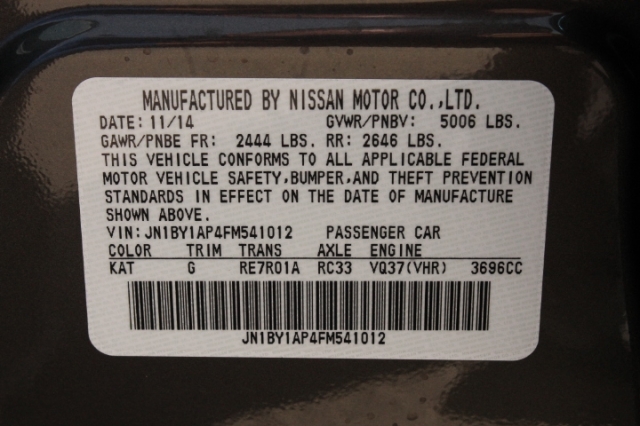 MANUFACTURED BY NISSAN MOTOR CO.,LTD.
DATE: 11/14 GVWR/PNBV: 5006 LBS.
GAWR/PNBE FR: 2444 LBS. RR: 2646 LBS.
THIS VEHICLE CONFORMS TO ALL APPLICABLE FEDERAL
MOTOR VEHICLE SAFETY,BUMPER,AND THEFT PREVENTION
STANDARDS IN EFFECT ON THE DATE OF MANUFACTURE
SHOWN ABOVE.
VIN:JN1BY1AP4FM541012 PASSENGER CAR
COLOR TRIM TRANS AXLE ENGINE
KAT G RE7R01A RC33 VQ37(VHR) 3696CC
JN1BY1AP4FM541012